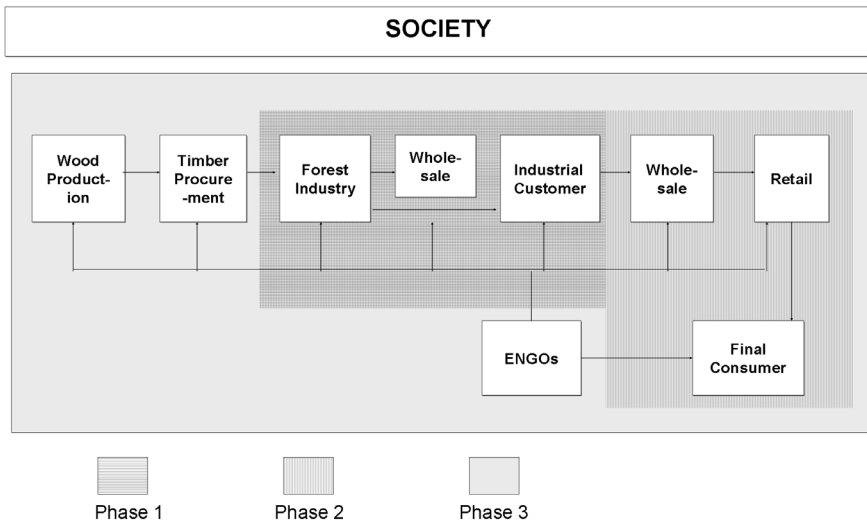 SOCIETY
Wood
Product-
ion
Timber
Procure
-ment
Forest
Industry
Whole-
sale
Industrial
Customer
Whole-
sale
Retail
ENGOs
Final
Consumer
Phase 1
Phase 2
Phase 3